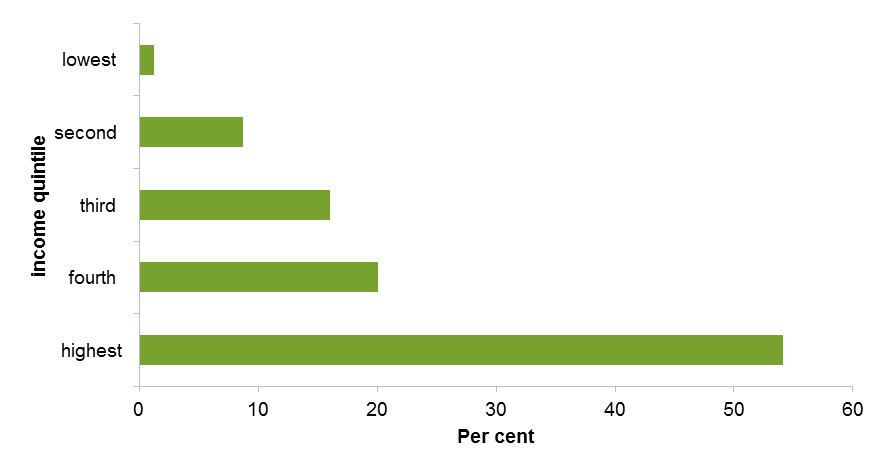 lowest
second
third
fourth
highest
income quintile
0 10 20 30 40 50 60
Per cent